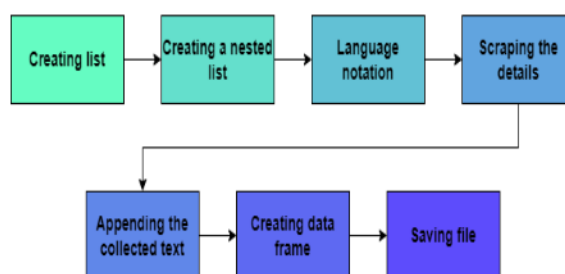 Creating list
Creating a nested
list
Language
notation
Scraping the
details
Appending the
collected text
Creating data
frame
Saving file